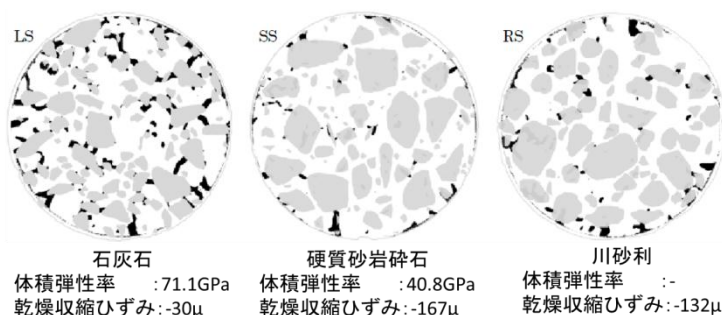 LS
SS
RS
石灰石
体積弾性率 :71.1GPa
乾燥収縮ひずみ:-30μ
硬質砂岩砕石
体積弾性率 :40.8GPa
乾燥収縮ひずみ:-167μ
川砂利
体積弾性率 :-
乾燥収縮ひずみ:-132μ